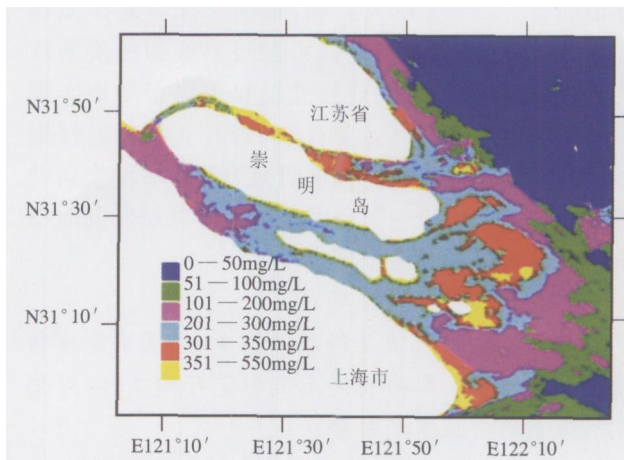 N31°50′
N31°30′
N31°10′
江苏省
崇
明
岛
0—50mg/L
51—100mg/L
101—200mg/L
201—300mg/L
301—350mg/L
351—550mg/L
上海市
E121°10′
E121°30′
E121°50′
E122°10′